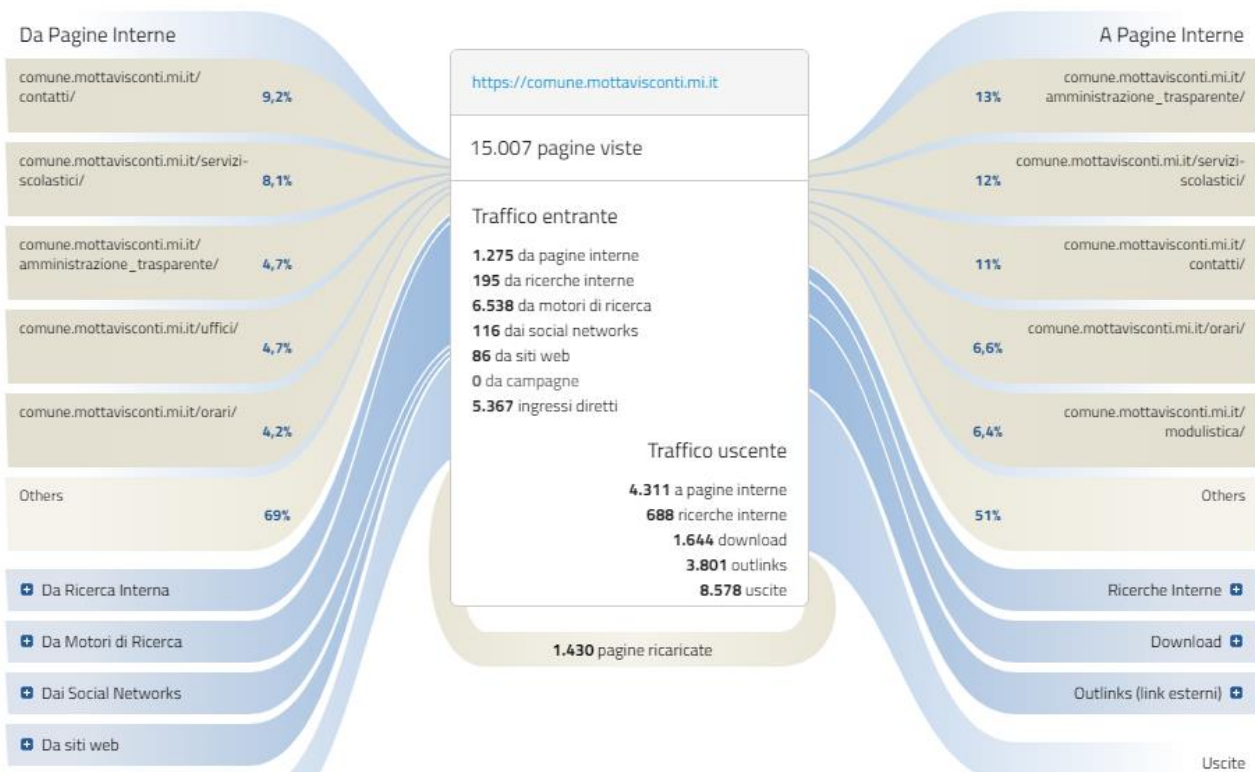 Da Pagine Interne
comune.mottavisconti.mi.it/
contatti/
9,2%
comune.mottavisconti.mi.it/servizi-
scolastici/
8,1%
comune.mottavisconti.mi.it/
amministrazione_trasparente/
4,7%
comune.mottavisconti.mi.it/uffici/
4,7%
comune.mottavisconti.mi.it/orari/
4,2%
Others
69%
Da Ricerca Interna
Da Motori di Ricerca
Dai Social Networks
Da siti web
https://comune.mottavisconti.mi.it
15.007 pagine viste
Traffico entrante
1.275 da pagine interne
195 da ricerche interne
6.538 da motori di ricerca
116 dai social networks
86 da siti web
0 da campagne
5.367 ingressi diretti
Traffico uscente
4.311 a pagine interne
688 ricerche interne
1.644 download
3.801 outlinks
8.578 uscite
1.430 pagine ricaricate
A Pagine Interne
comune.mottavisconti.mi.it/
amministrazione_trasparente/
13%
comune.mottavisconti.mi.it/servizi-
scolastici/
12%
comune.mottavisconti.mi.it/
contatti/
11%
comune.mottavisconti.mi.it/orari/
6,6%
comune.mottavisconti.mi.it/
modulistica/
6,4%
Others
51%
Ricerche Interne
Download
Outlinks (link esterni)
Uscite